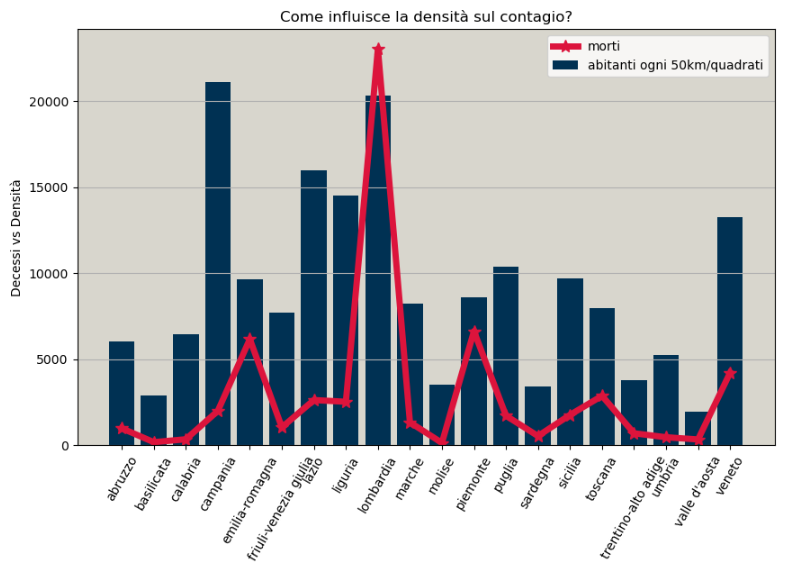 Come influisce la densità sul contagio?
morti
abitanti ogni 50km/quadrati
Decessi vs Densità
20000
15000
10000
5000
0
abruzzo
basilicata
calabria
campania
emilia-romagna
friuli-venezia giulia
lazio
liguria
lombardia
marche
molise
piemonte
puglia
sardegna
sicilia
toscana
trentino-alto adige
umbria
valle d'aosta
veneto